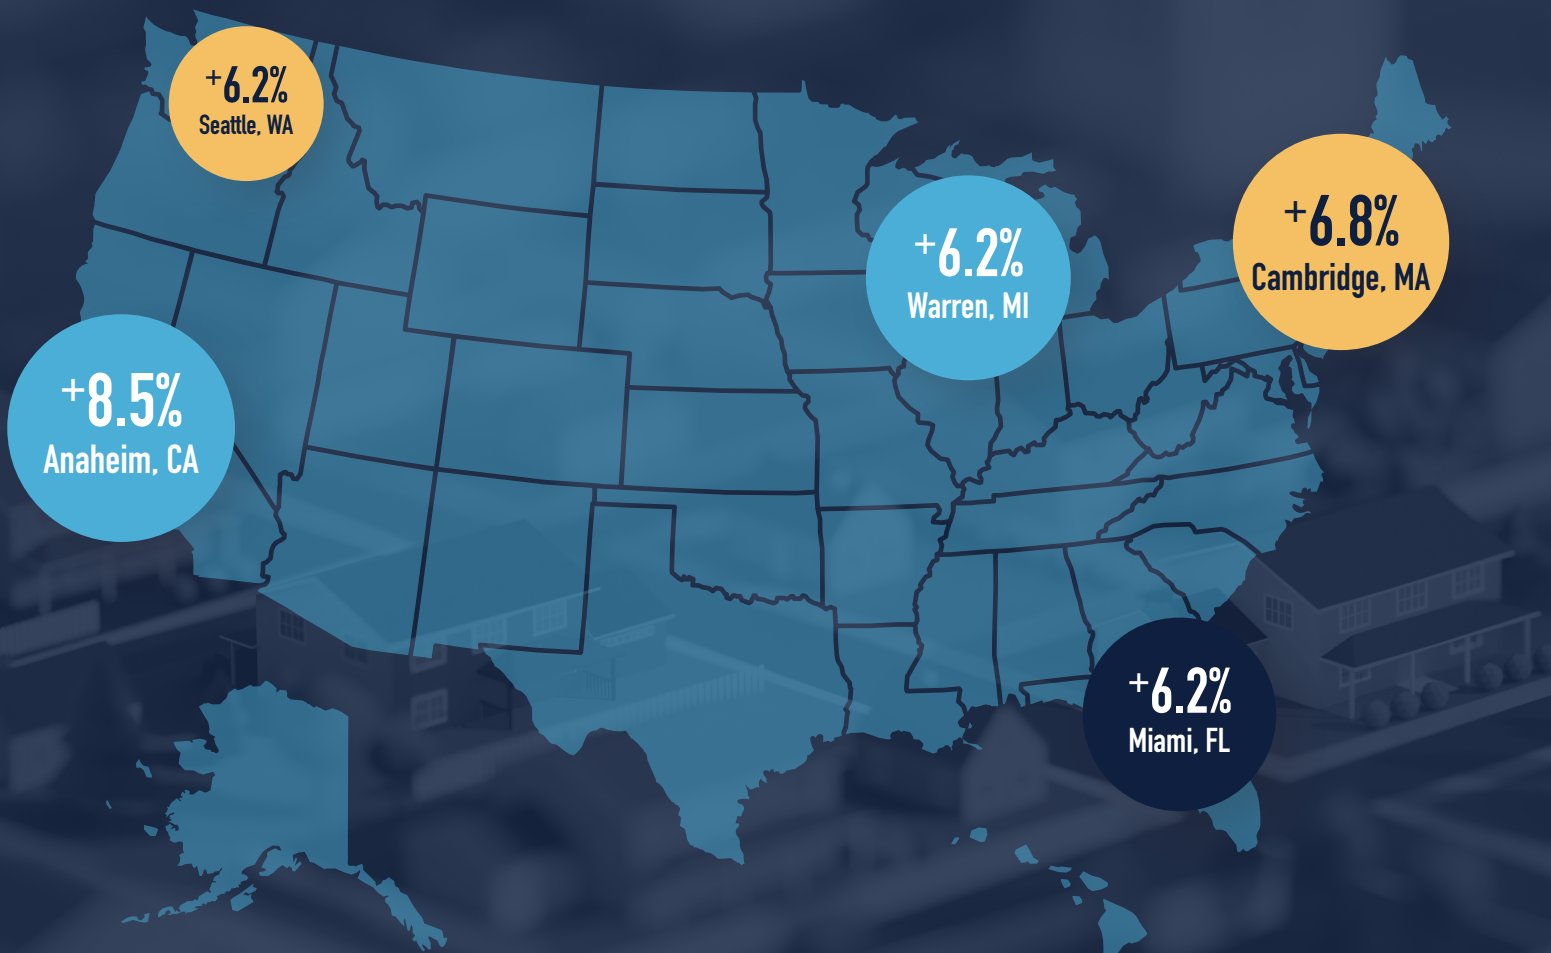 +6.2%
Seattle, WA
+6.8%
Cambridge, MA
+6.2%
Warren, MI
+8.5%
Anaheim, CA
+6.2%
Miami, FL